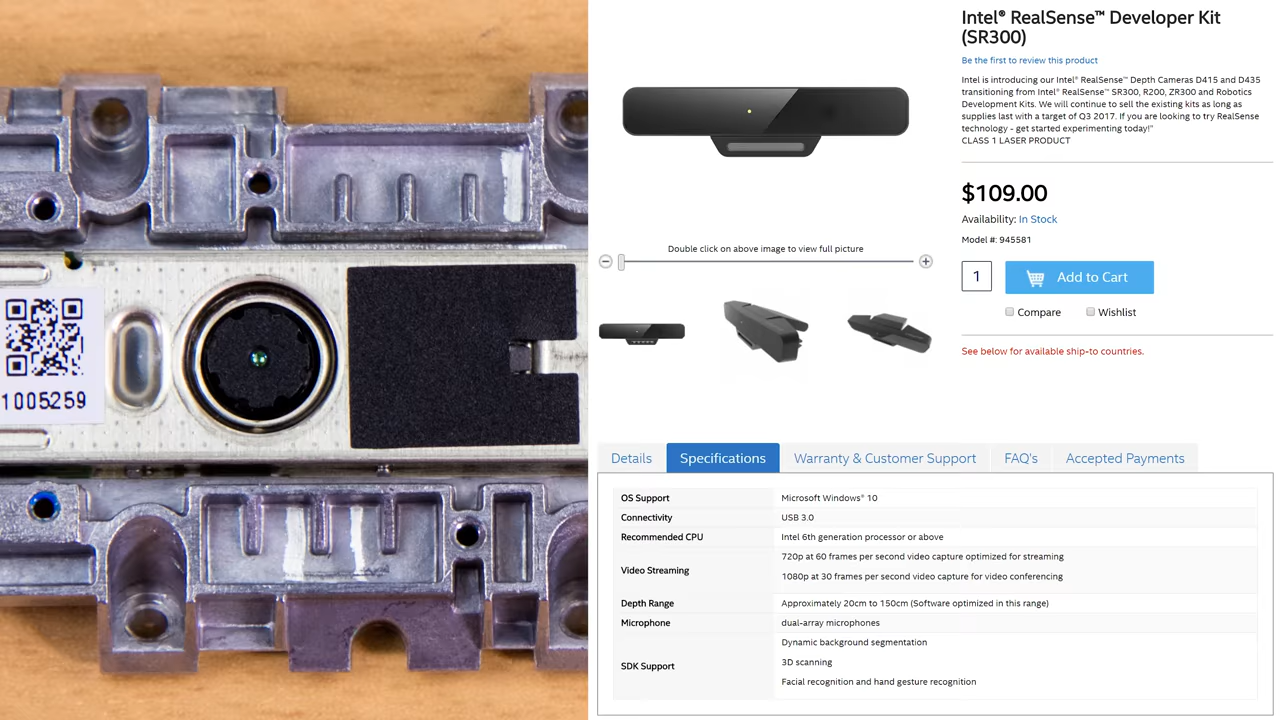 1005259
Intel® RealSense™ Developer Kit
(SR300)
Be the first to review this product
Intel is introducing our Intel® RealSense™ Depth Cameras D415 and D435
transitioning from Intel® RealSense™ SR300, R200, ZR300 and Robotics
Development Kits. We will continue to sell the existing kits as long as
supplies last with a target of Q3 2017. If you are looking to try RealSense
technology - get started experimenting today!"
CLASS 1 LASER PRODUCT
$109.00
Availability: In Stock
Model #: 945581
1
Add to Cart
Compare
Wishlist
See below for available ship-to countries.
Double click on above image to view full picture
Details
Specifications
Warranty & Customer Support
FAQ's
Accepted Payments
OS Support Microsoft Windows® 10
Connectivity USB 3.0
Recommended CPU Intel 6th generation processor or above
Video Streaming
720p at 60 frames per second video capture optimized for streaming
1080p at 30 frames per second video capture for video conferencing
Depth Range Approximately 20cm to 150cm (Software optimized in this range)
Microphone dual-array microphones
SDK Support
Dynamic background segmentation
3D scanning
Facial recognition and hand gesture recognition